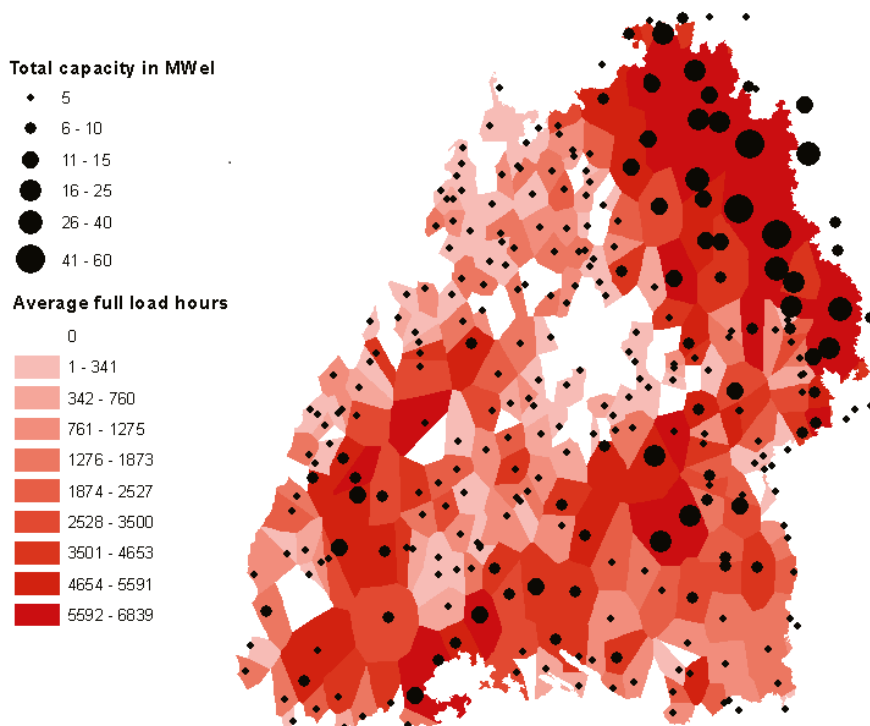 Total capacity in MWel
5
6 - 10
11 - 15
16 - 25
26 - 40
41 - 60
Average full load hours
0
1 - 341
342 - 760
761 - 1275
1276 - 1873
1874 - 2527
2528 - 3500
3501 - 4653
4654 - 5591
5592 - 6839